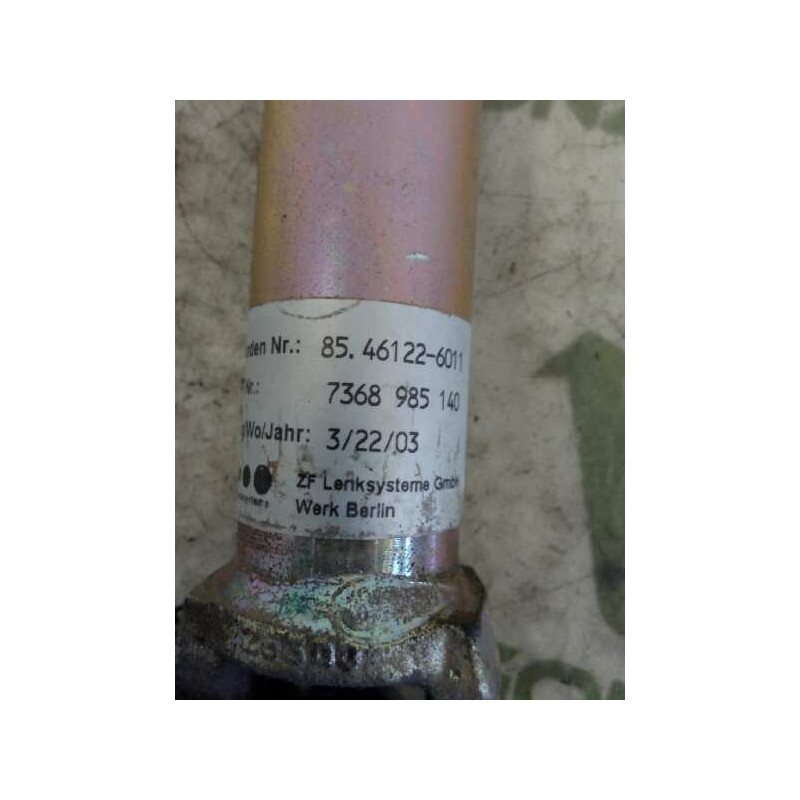 nden Nr.: 85.46122-6011
Nr.: 7368 985 140
Wo/Jahr: 3/22/03
ZF Lenksysteme GmbH
Werk Berlin